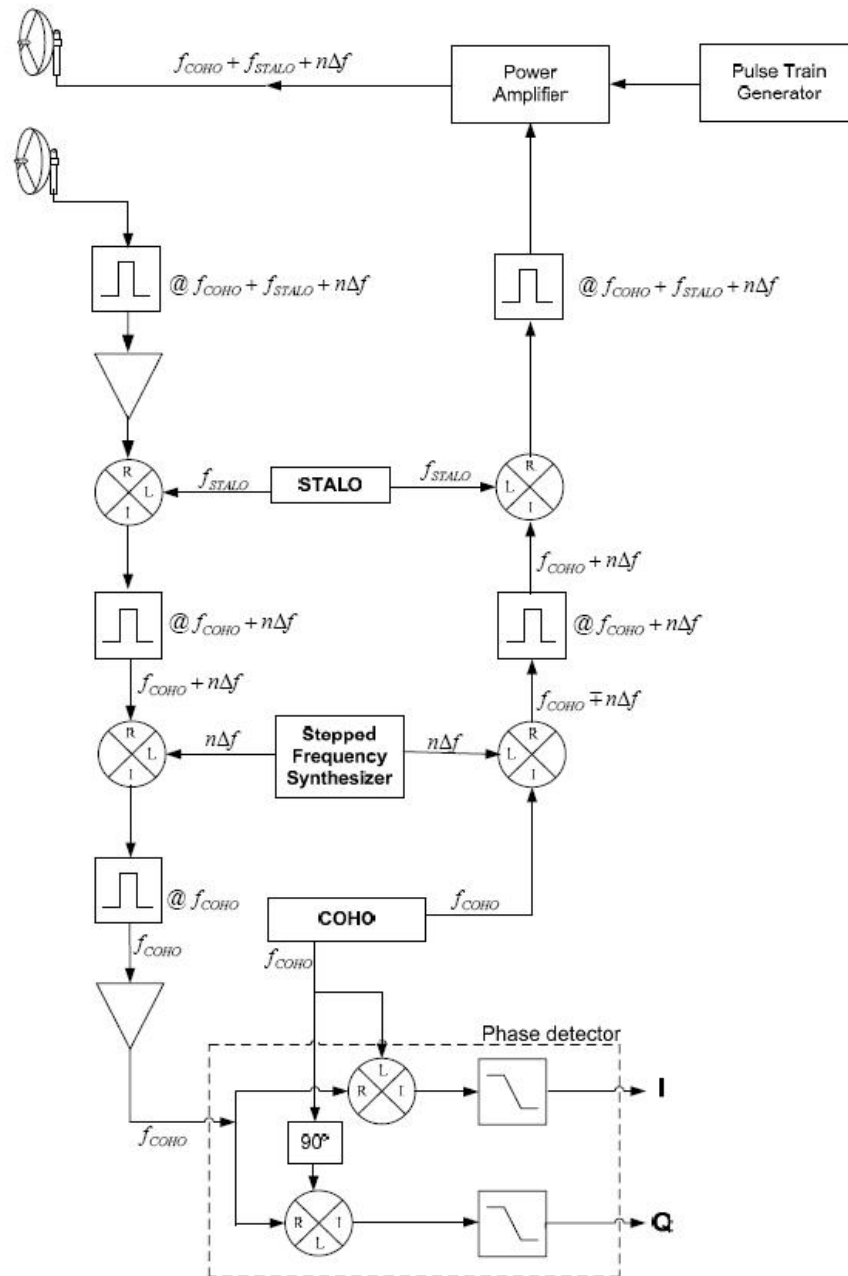 f_COHO + f_STALO + nΔf
Power
Amplifier
Pulse Train
Generator
@ f_COHO + f_STALO + nΔf
@ f_COHO + f_STALO + nΔf
R
L
I
f_STALO
STALO
f_STALO
R
L
I
f_COHO + nΔf
@ f_COHO + nΔf
@ f_COHO + nΔf
f_COHO + nΔf
f_COHO ∓ nΔf
R
L
I
nΔf
Stepped
Frequency
Synthesizer
nΔf
R
L
I
@ f_COHO
COHO
f_COHO
f_COHO
f_COHO
Phase detector
L
R
I
I
f_COHO
90°
R
I
L
Q